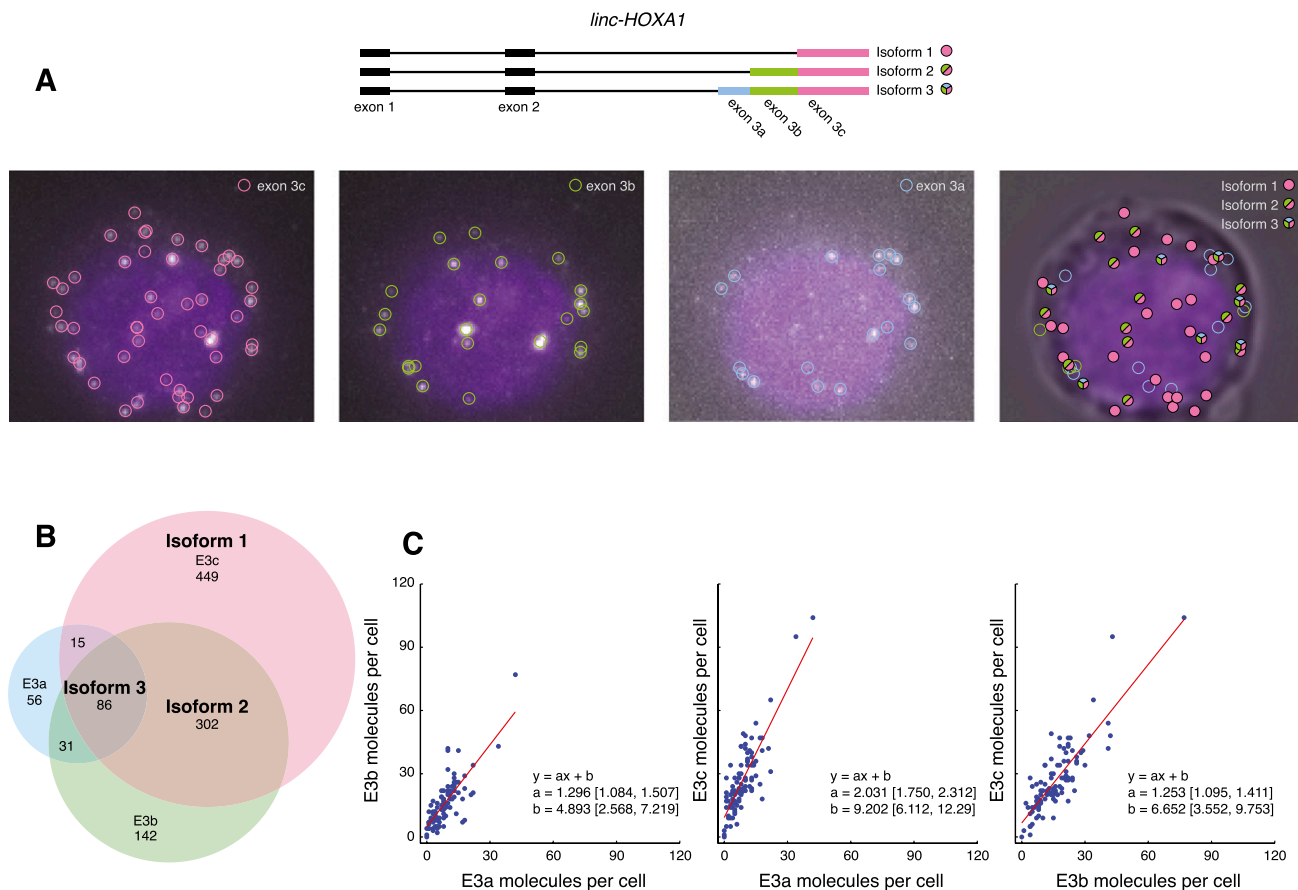 linc-HOXA1
A
Isoform 1
Isoform 2
Isoform 3
exon 1
exon 2
exon 3a
exon 3b
exon 3c
exon 3c
exon 3b
exon 3a
Isoform 1
Isoform 2
Isoform 3
B
Isoform 1
E3c
449
15
E3a
56
Isoform 3
86
Isoform 2
302
31
E3b
142
C
E3b molecules per cell
120
90
60
30
0
y = ax + b
a = 1.296 [1.084, 1.507]
b = 4.893 [2.568, 7.219]
0 30 60 90 120
E3a molecules per cell
E3c molecules per cell
y = ax + b
a = 2.031 [1.750, 2.312]
b = 9.202 [6.112, 12.29]
0 30 60 90 120
E3a molecules per cell
E3c molecules per cell
y = ax + b
a = 1.253 [1.095, 1.411]
b = 6.652 [3.552, 9.753]
0 30 60 90 120
E3b molecules per cell